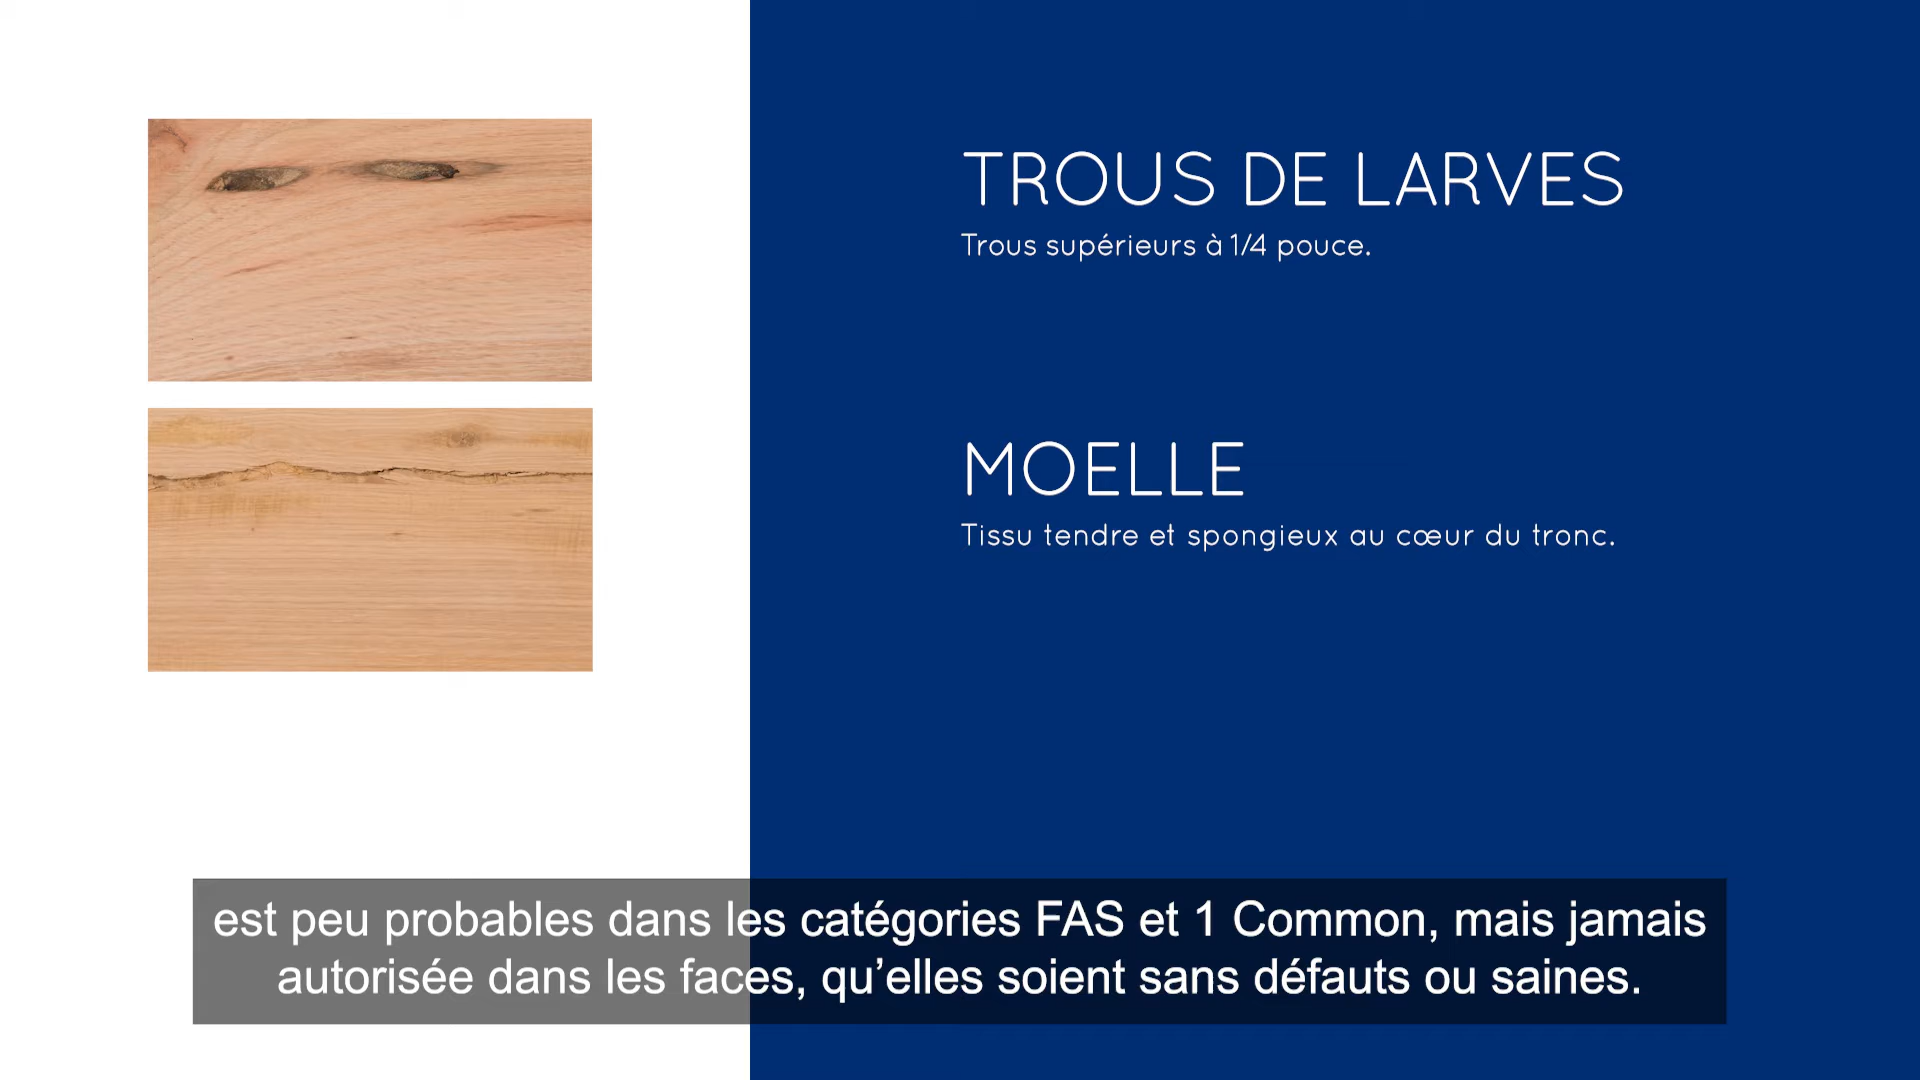 TROUS DE LARVES
Trous supérieurs à 1/4 pouce.
MOELLE
Tissu tendre et spongieux au cœur du tronc.
est peu probables dans les catégories FAS et 1 Common, mais jamais
autorisée dans les faces, qu’elles soient sans défauts ou saines.